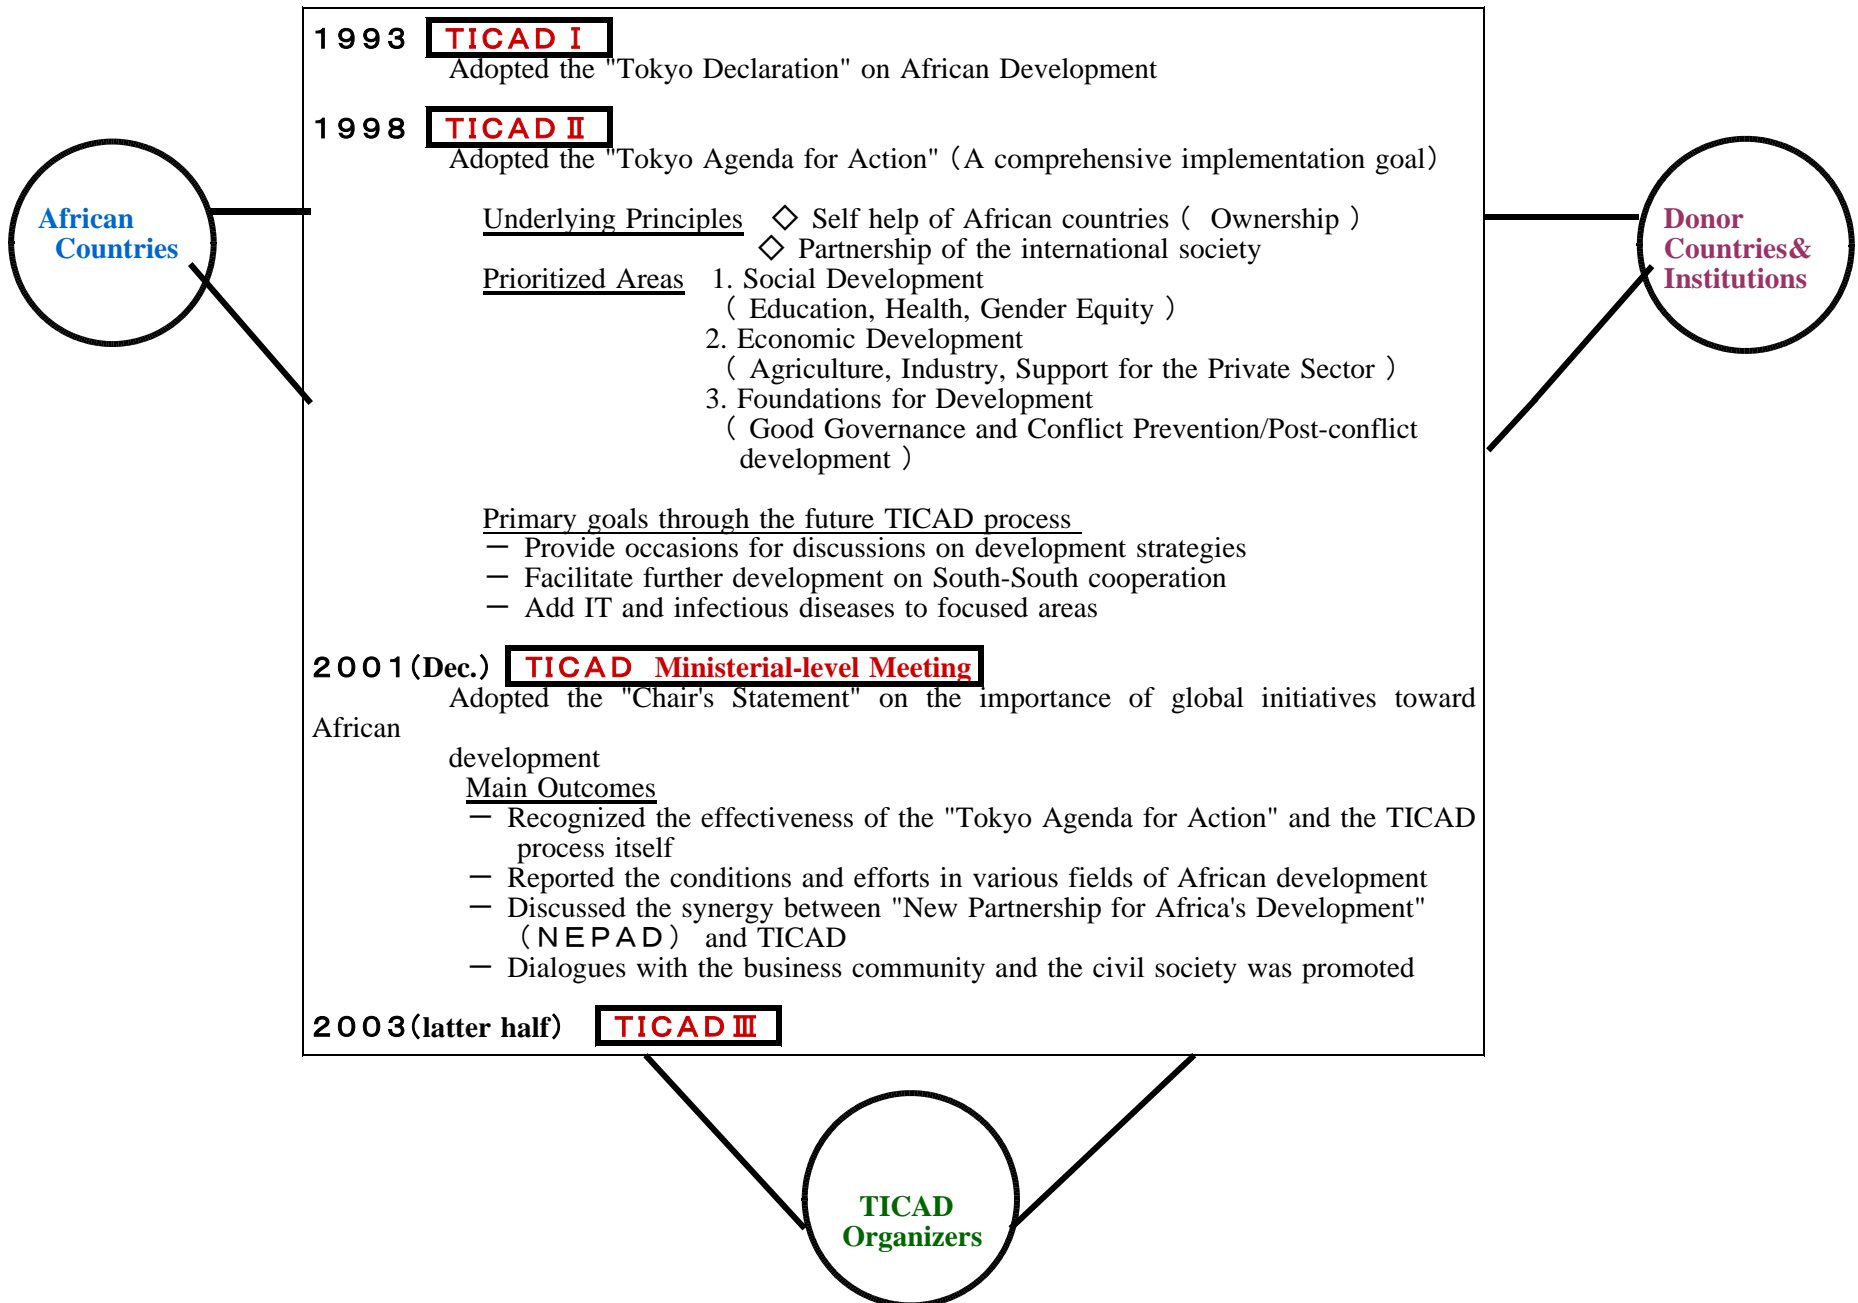 １９９３ ＴＩＣＡＤⅠ
Adopted the "Tokyo Declaration" on African Development
１９９８ ＴＩＣＡＤⅡ
Adopted the "Tokyo Agenda for Action"（A comprehensive implementation goal）
Underlying Principles ◇ Self help of African countries（ Ownership ）
◇ Partnership of the international society
Prioritized Areas 1. Social Development
（ Education, Health, Gender Equity ）
2. Economic Development
（ Agriculture, Industry, Support for the Private Sector ）
3. Foundations for Development
（ Good Governance and Conflict Prevention/Post-conflict
development ）
Primary goals through the future TICAD process
－ Provide occasions for discussions on development strategies
－ Facilitate further development on South-South cooperation
－ Add IT and infectious diseases to focused areas
２００１（Dec.） ＴＩＣＡＤ Ministerial-level Meeting
Adopted the "Chair's Statement" on the importance of global initiatives toward
African
development
Main Outcomes
－ Recognized the effectiveness of the "Tokyo Agenda for Action" and the TICAD
process itself
－ Reported the conditions and efforts in various fields of African development
－ Discussed the synergy between "New Partnership for Africa's Development"
（ＮＥＰＡＤ） and TICAD
－ Dialogues with the business community and the civil society was promoted
２００３（latter half） ＴＩＣＡＤⅢ
African
Countries
Donor
Countries&
Institutions
TICAD
Organizers